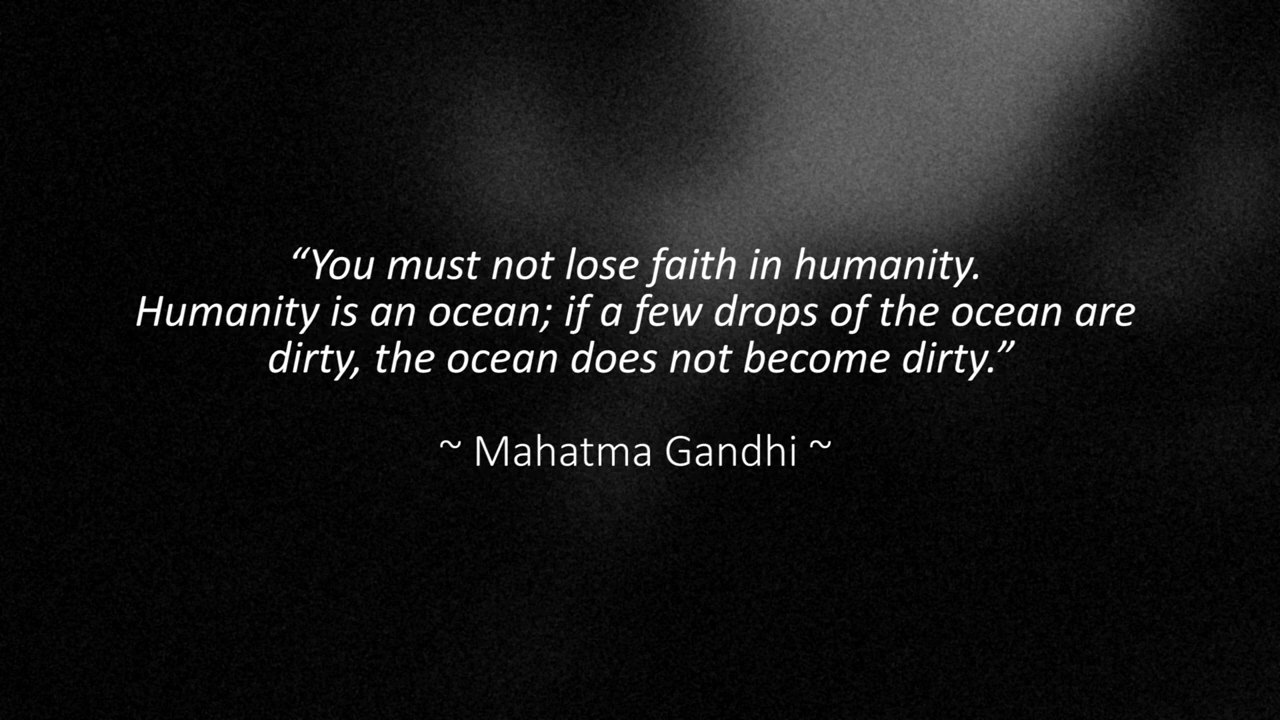 “You must not lose faith in humanity.
Humanity is an ocean; if a few drops of the ocean are
dirty, the ocean does not become dirty.”
~ Mahatma Gandhi ~